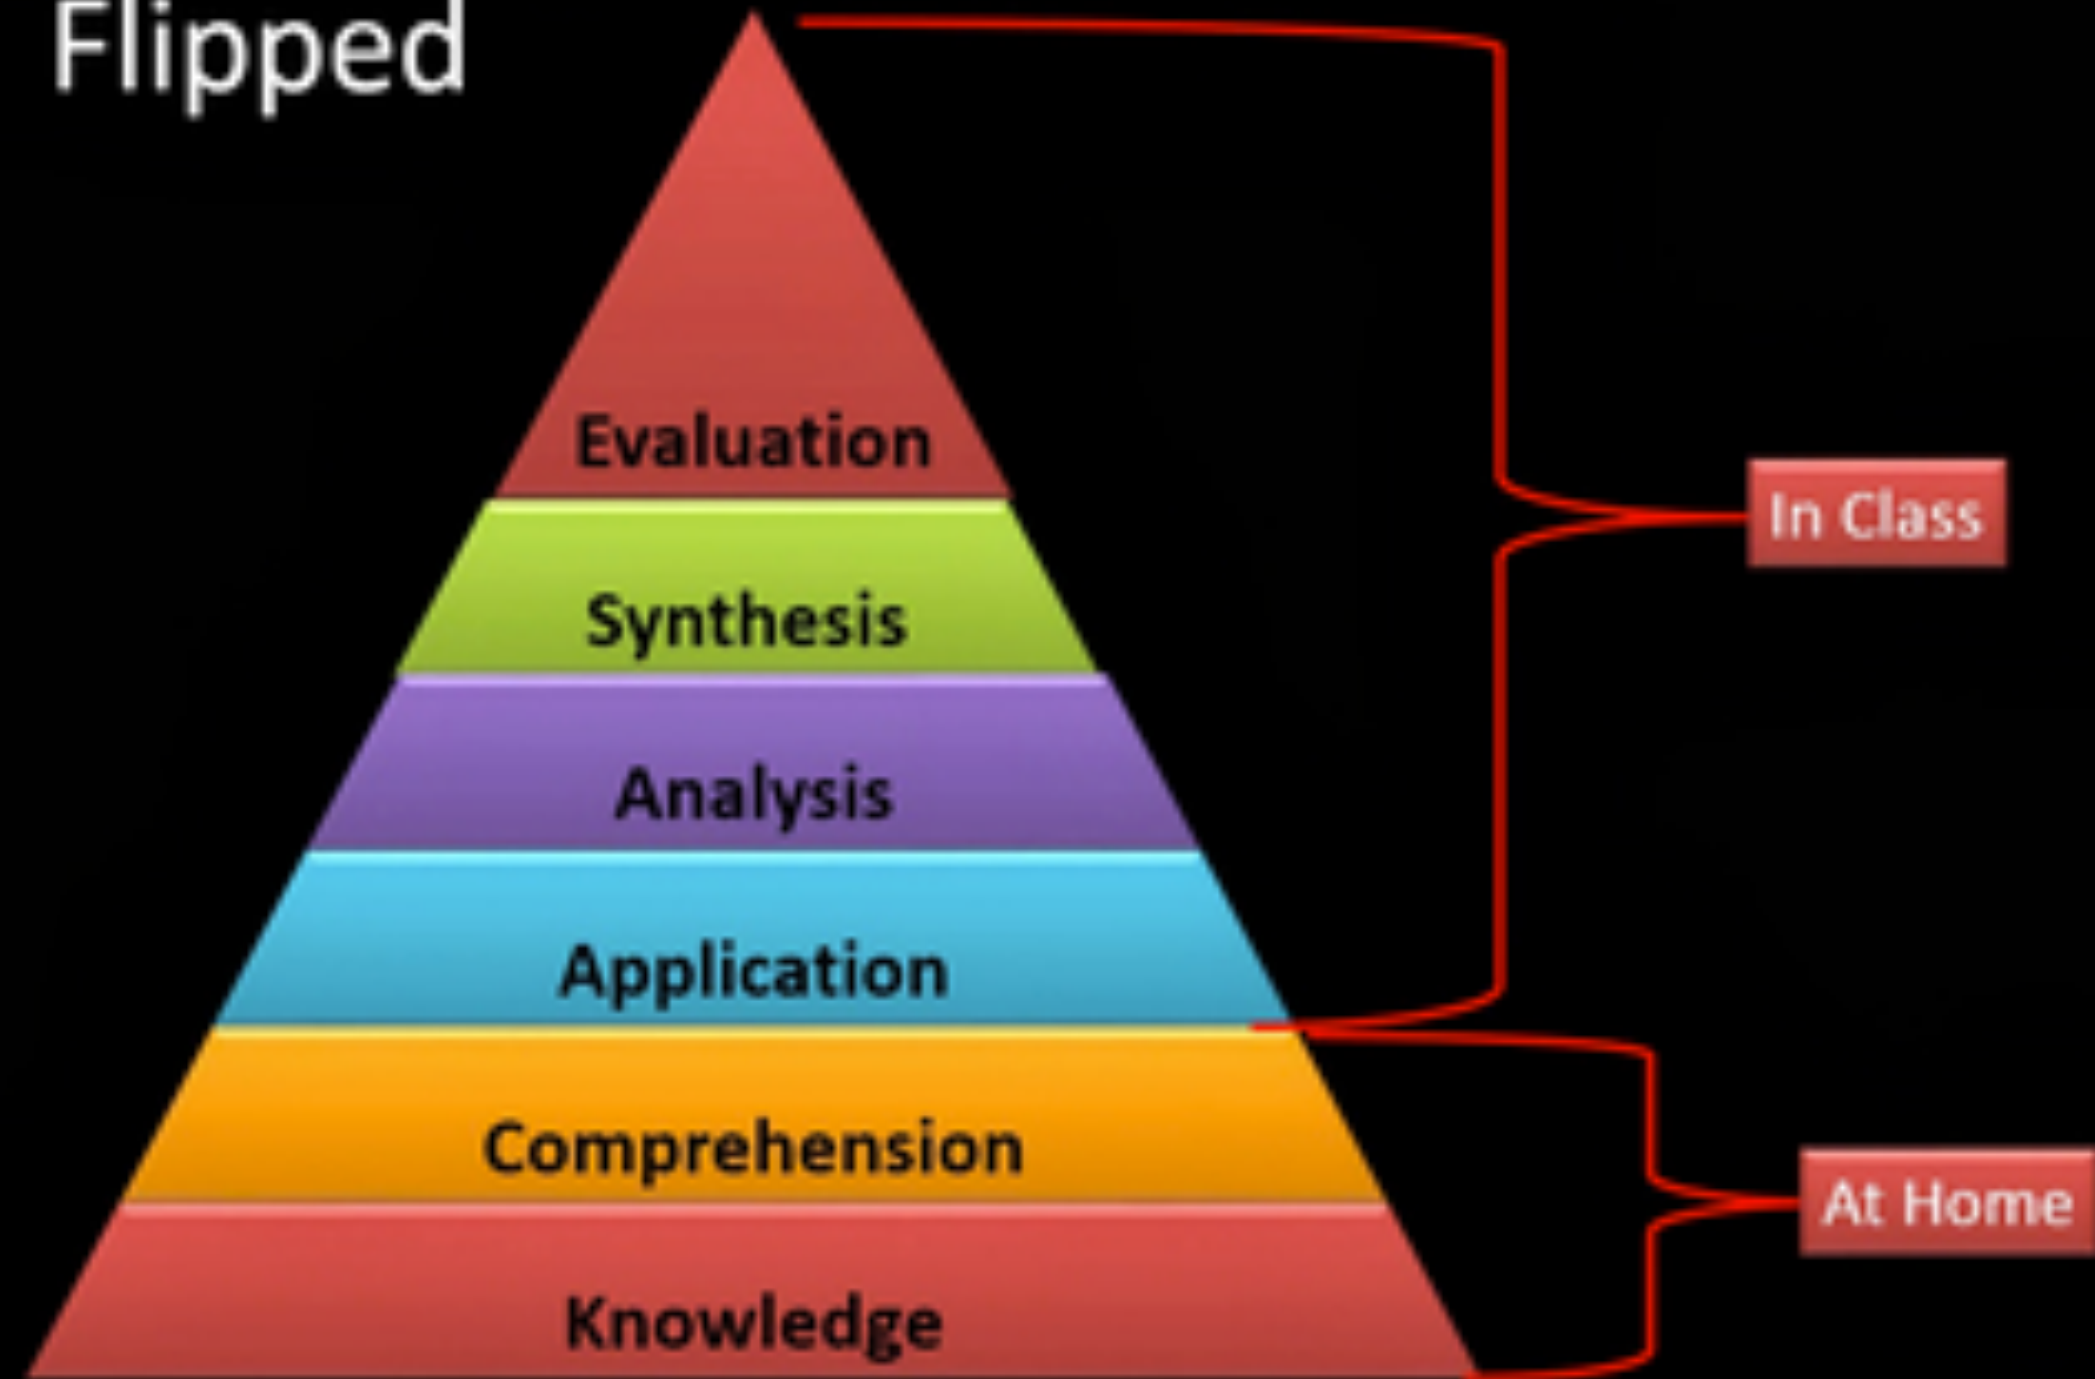 Flipped
Evaluation
Synthesis
Analysis
Application
Comprehension
Knowledge
In Class
At Home